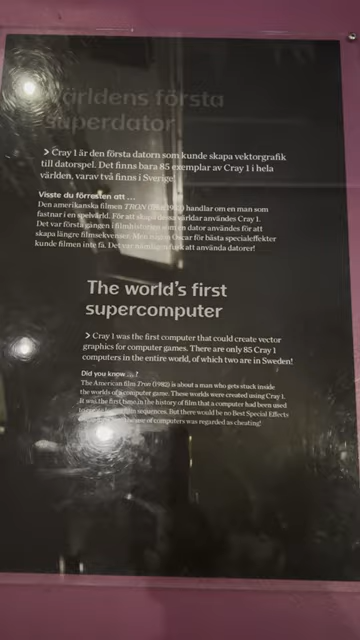 Världens första
superdator
> Cray 1 är den första datorn som kunde skapa vektorgrafik
till datorspel. Det finns bara 85 exemplar av Cray 1 i hela
världen, varav två finns i Sverige!
Visste du förresten att ...
Den amerikanska filmen TRON (1982) handlar om en man som
fastnar i en spelvärld. För att skapa dessa världar användes Cray 1.
Det var första gången i filmhistorien som en dator användes för att
skapa längre filmsekvenser. Men någon Oscar för bästa specialeffekter
kunde filmen inte få. Det var nämligen fusk att använda datorer!
The world's first
supercomputer
> Cray 1 was the first computer that could create vector
graphics for computer games. There are only 85 Cray 1
computers in the entire world, of which two are in Sweden!
Did you know ...?
The American film Tron (1982) is about a man who gets stuck inside
the worlds of a computer game. These worlds were created using Cray 1.
It was the first time in the history of film that a computer had been used
sequences. But there would be no Best Special Effects
use of computers was regarded as cheating!